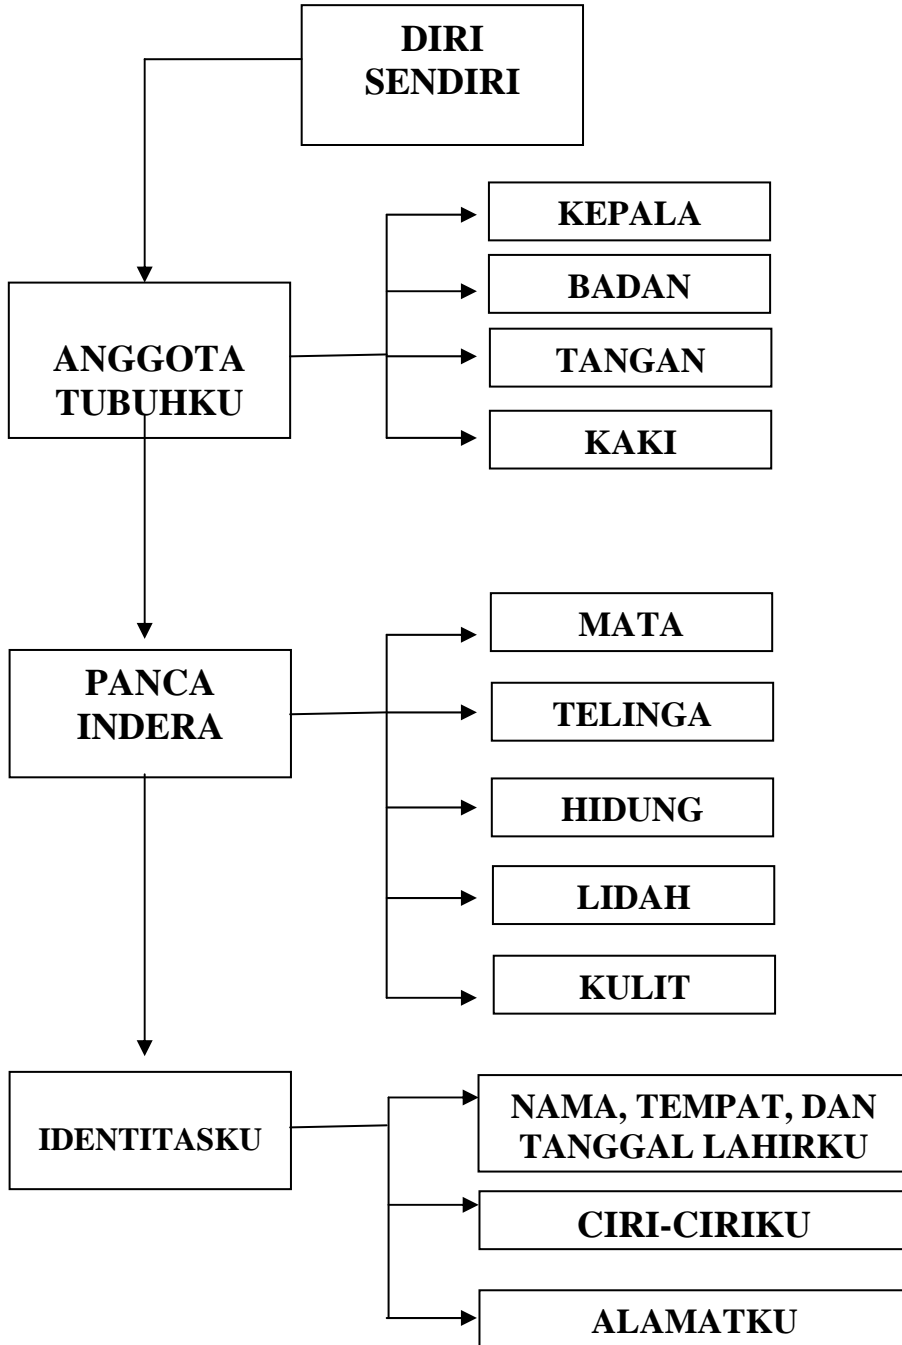 DIRI
SENDIRI
KEPALA
BADAN
ANGGOTA
TUBUHKU
TANGAN
KAKI
MATA
PANCA
INDERA
TELINGA
HIDUNG
LIDAH
KULIT
IDENTITASKU
NAMA, TEMPAT, DAN
TANGGAL LAHIRKU
CIRI-CIRIKU
ALAMATKU